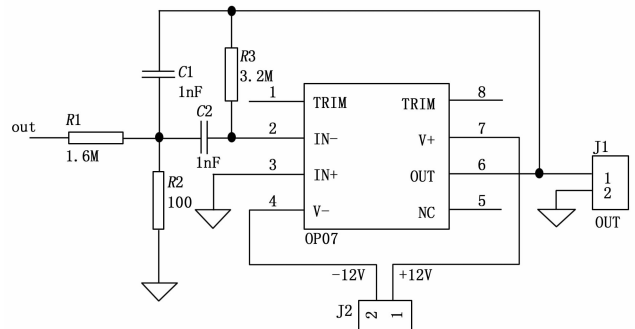 R3
3.2M
C1
1nF
C2
1nF
out
R1
1.6M
R2
100
1
2
3
4
TRIM
IN-
IN+
V-
TRIM
V+
OUT
NC
8
7
6
5
OP07
J1
1
2
OUT
-12V
+12V
J2
2
1